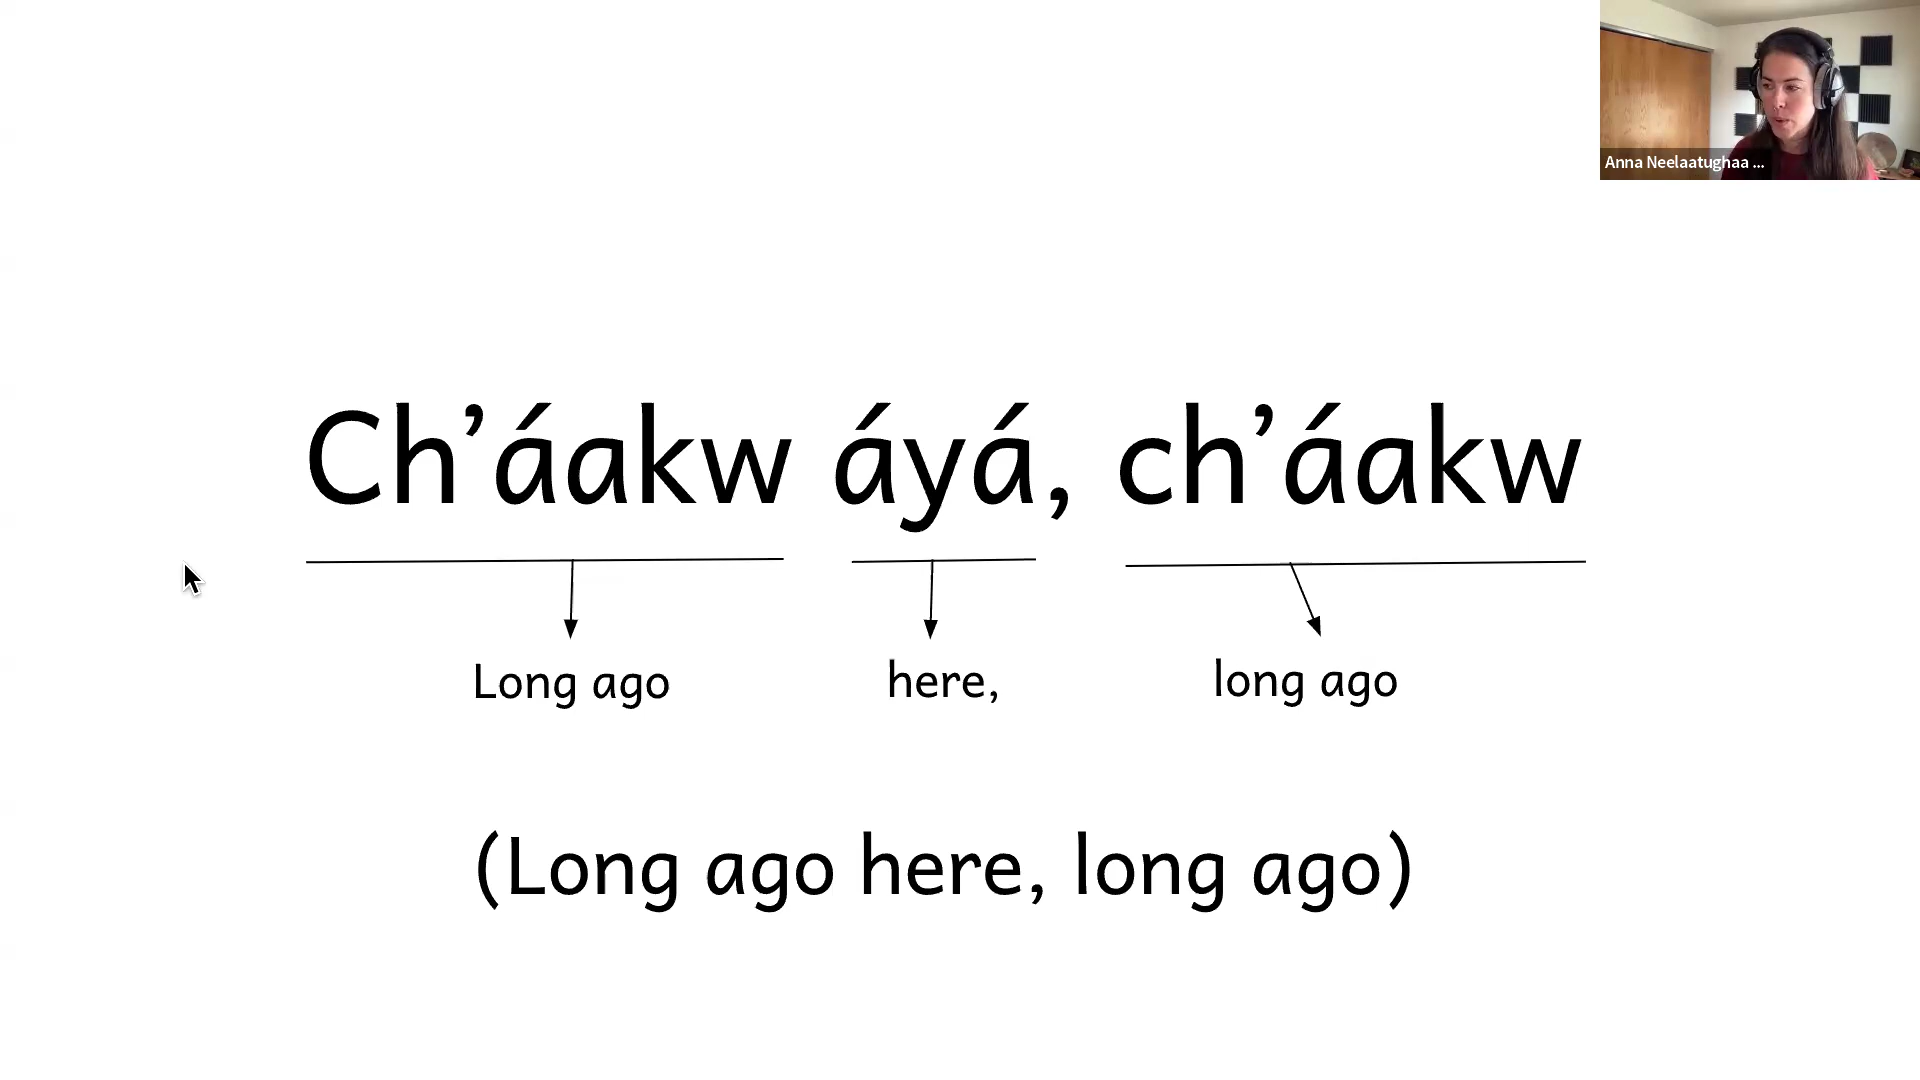 Anna Neelaatughaa ...
Ch’áakw áyá, ch’áakw
Long ago here, long ago
(Long ago here, long ago)